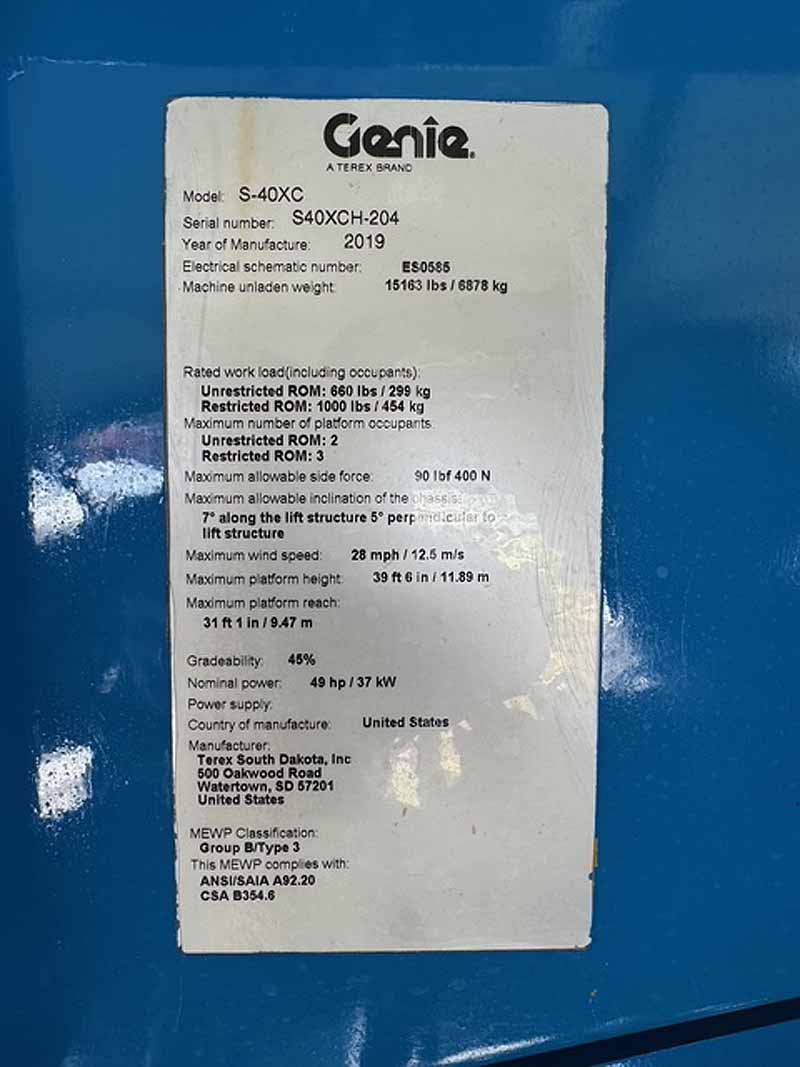 Genie®
A TEREX BRAND
Model: S-40XC
Serial number: S40XCH-204
Year of Manufacture: 2019
Electrical schematic number: ES0585
Machine unladen weight: 15163 lbs / 6878 kg
Rated work load(including occupants):
Unrestricted ROM: 660 lbs / 299 kg
Restricted ROM: 1000 lbs / 454 kg
Maximum number of platform occupants:
Unrestricted ROM: 2
Restricted ROM: 3
Maximum allowable side force: 90 lbf 400 N
Maximum allowable inclination of the chassis:
7° along the lift structure 5° perpendicular to
lift structure
Maximum wind speed: 28 mph / 12.5 m/s
Maximum platform height: 39 ft 6 in / 11.89 m
Maximum platform reach:
31 ft 1 in / 9.47 m
Gradeability: 45%
Nominal power: 49 hp / 37 kW
Power supply:
Country of manufacture: United States
Manufacturer:
Terex South Dakota, Inc
500 Oakwood Road
Watertown, SD 57201
United States
MEWP Classification:
Group B/Type 3
This MEWP complies with:
ANSI/SAIA A92.20
CSA B354.6